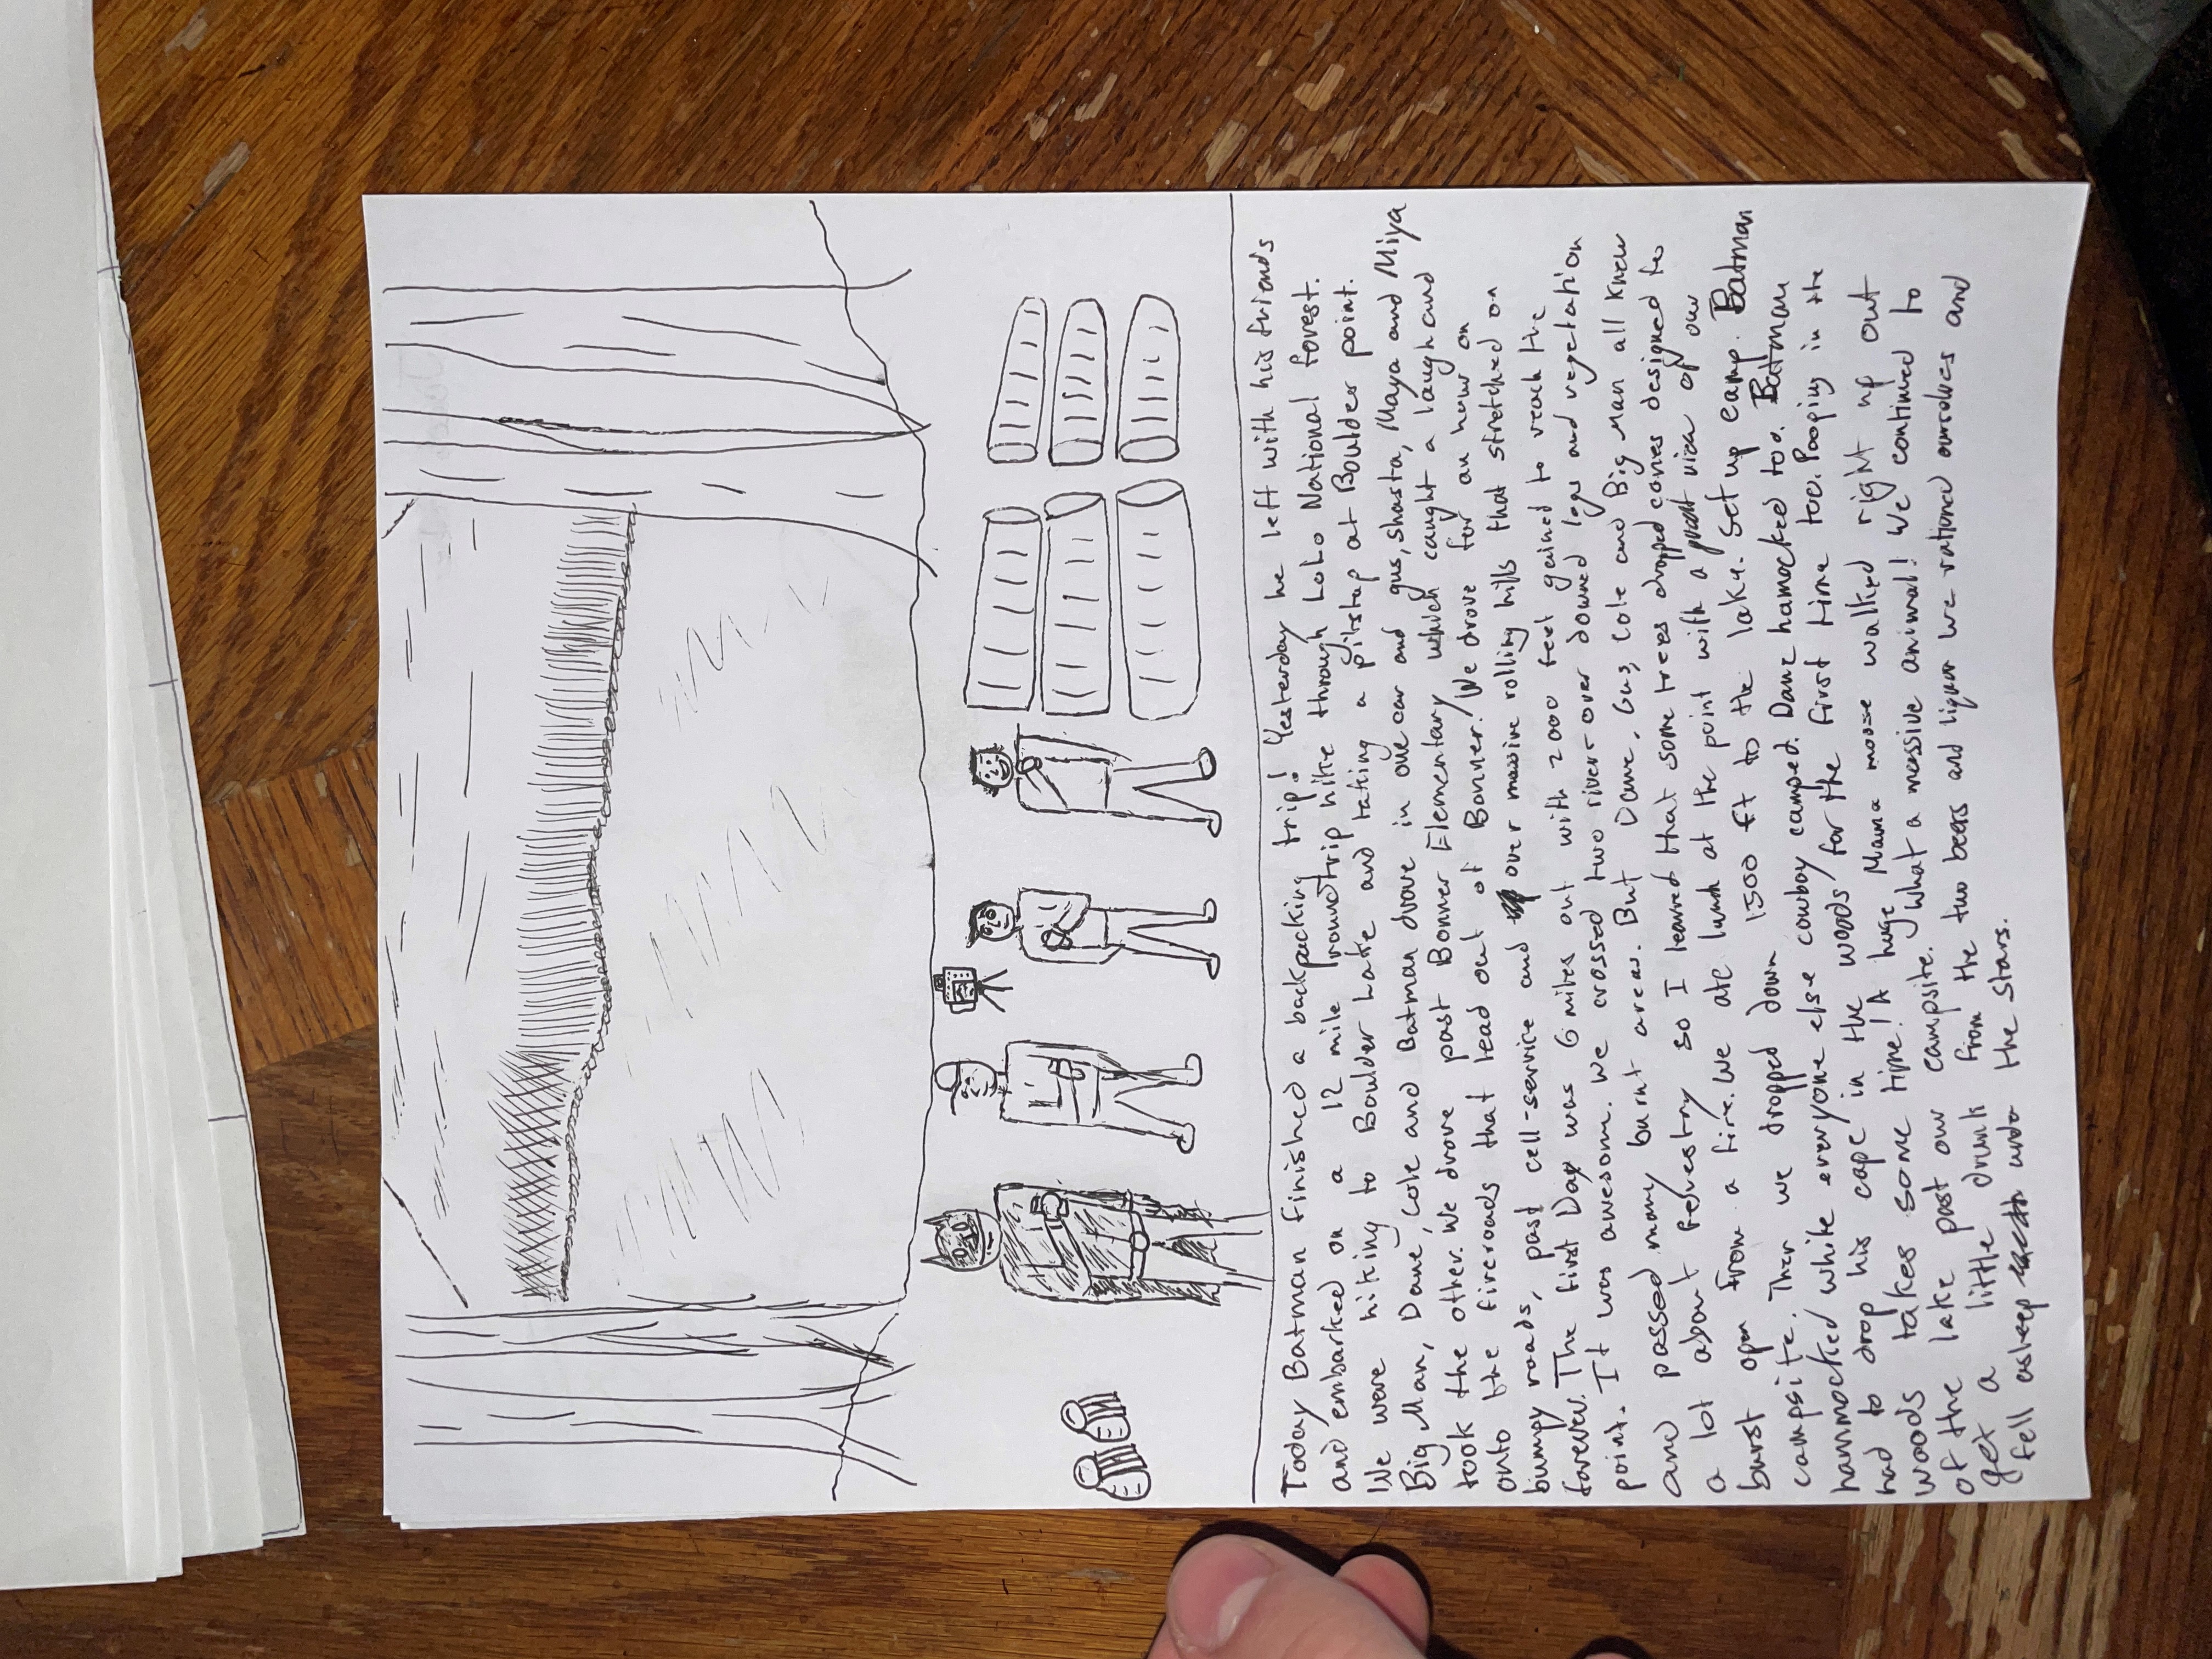 Today Batman finished a backpacking trip! Yesterday he left with his friends
and embarked on a 12 mile roundtrip hike through LoLo National forest.
We were hiking to Boulder Lake and taking a pitstop at Boulder point.
Big Man, Dane, Cole and Batman drove in one car and gus, shasta, Maya and Miya
took the other. We drove past Bonner Elementary which caught a laugh and
onto the fireroads that lead out of Bonner. We drove for an hour on
bumpy roads, past cell-service and over massive rolling hills that stretched on
forever. The first Day was 6 miles out with 2000 feet gained to reach the
point. It was awesome. We crossed two rivers over downed logs and vegetation
and passed many burnt areas. But Dane, Gus, Cole and Big Man all knew
a lot about forestry so I learned that some trees dropped cones designed to
burst open from a fire. We ate lunch at the point with a great view of our
campsite. Then we dropped down 1500 ft to the lake. Set up camp. Batman
hammocked while everyone else cowboy camped. Dane hamocked too. Batman
had to drop his cape in the woods for the first time too. Pooping in the
woods takes some time! A huge Mama moose walked right up out
of the lake past our campsite. What a massive animal! We continued to
get a little drunk from the two beers and liquor we rationed ourselves and
fell asleep under the stars.